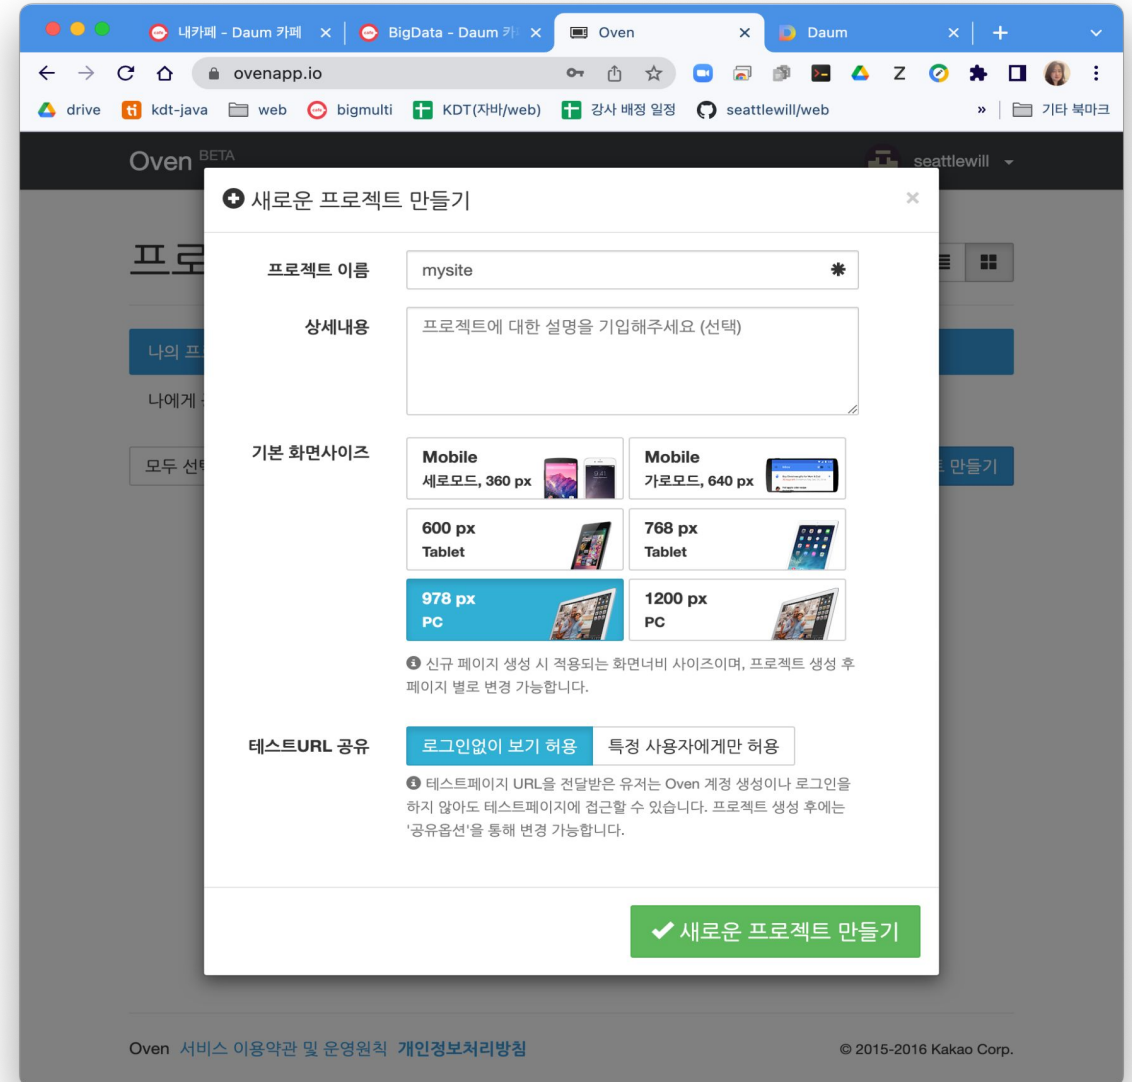 내카페 - Daum 카페
BigData - Daum 카
Oven
Daum
ovenapp.io
drive
kdt-java
web
bigmulti
KDT(자바/web)
강사 배정 일정
seattlewill/web
»
기타 북마크
Oven BETA
seattlewill
새로운 프로젝트 만들기
×
프로
프로젝트 이름
mysite
상세내용
프로젝트에 대한 설명을 기입해주세요 (선택)
나의 프
나에게
모두 선
만들기
기본 화면사이즈
Mobile
세로모드, 360 px
Mobile
가로모드, 640 px
600 px
Tablet
768 px
Tablet
978 px
PC
1200 px
PC
신규 페이지 생성 시 적용되는 화면너비 사이즈이며, 프로젝트 생성 후
페이지 별로 변경 가능합니다.
테스트URL 공유
로그인없이 보기 허용
특정 사용자에게만 허용
테스트페이지 URL을 전달받은 유저는 Oven 계정 생성이나 로그인을
하지 않아도 테스트페이지에 접근할 수 있습니다. 프로젝트 생성 후에는
'공유옵션'을 통해 변경 가능합니다.
새로운 프로젝트 만들기
Oven 서비스 이용약관 및 운영원칙 개인정보처리방침
© 2015-2016 Kakao Corp.